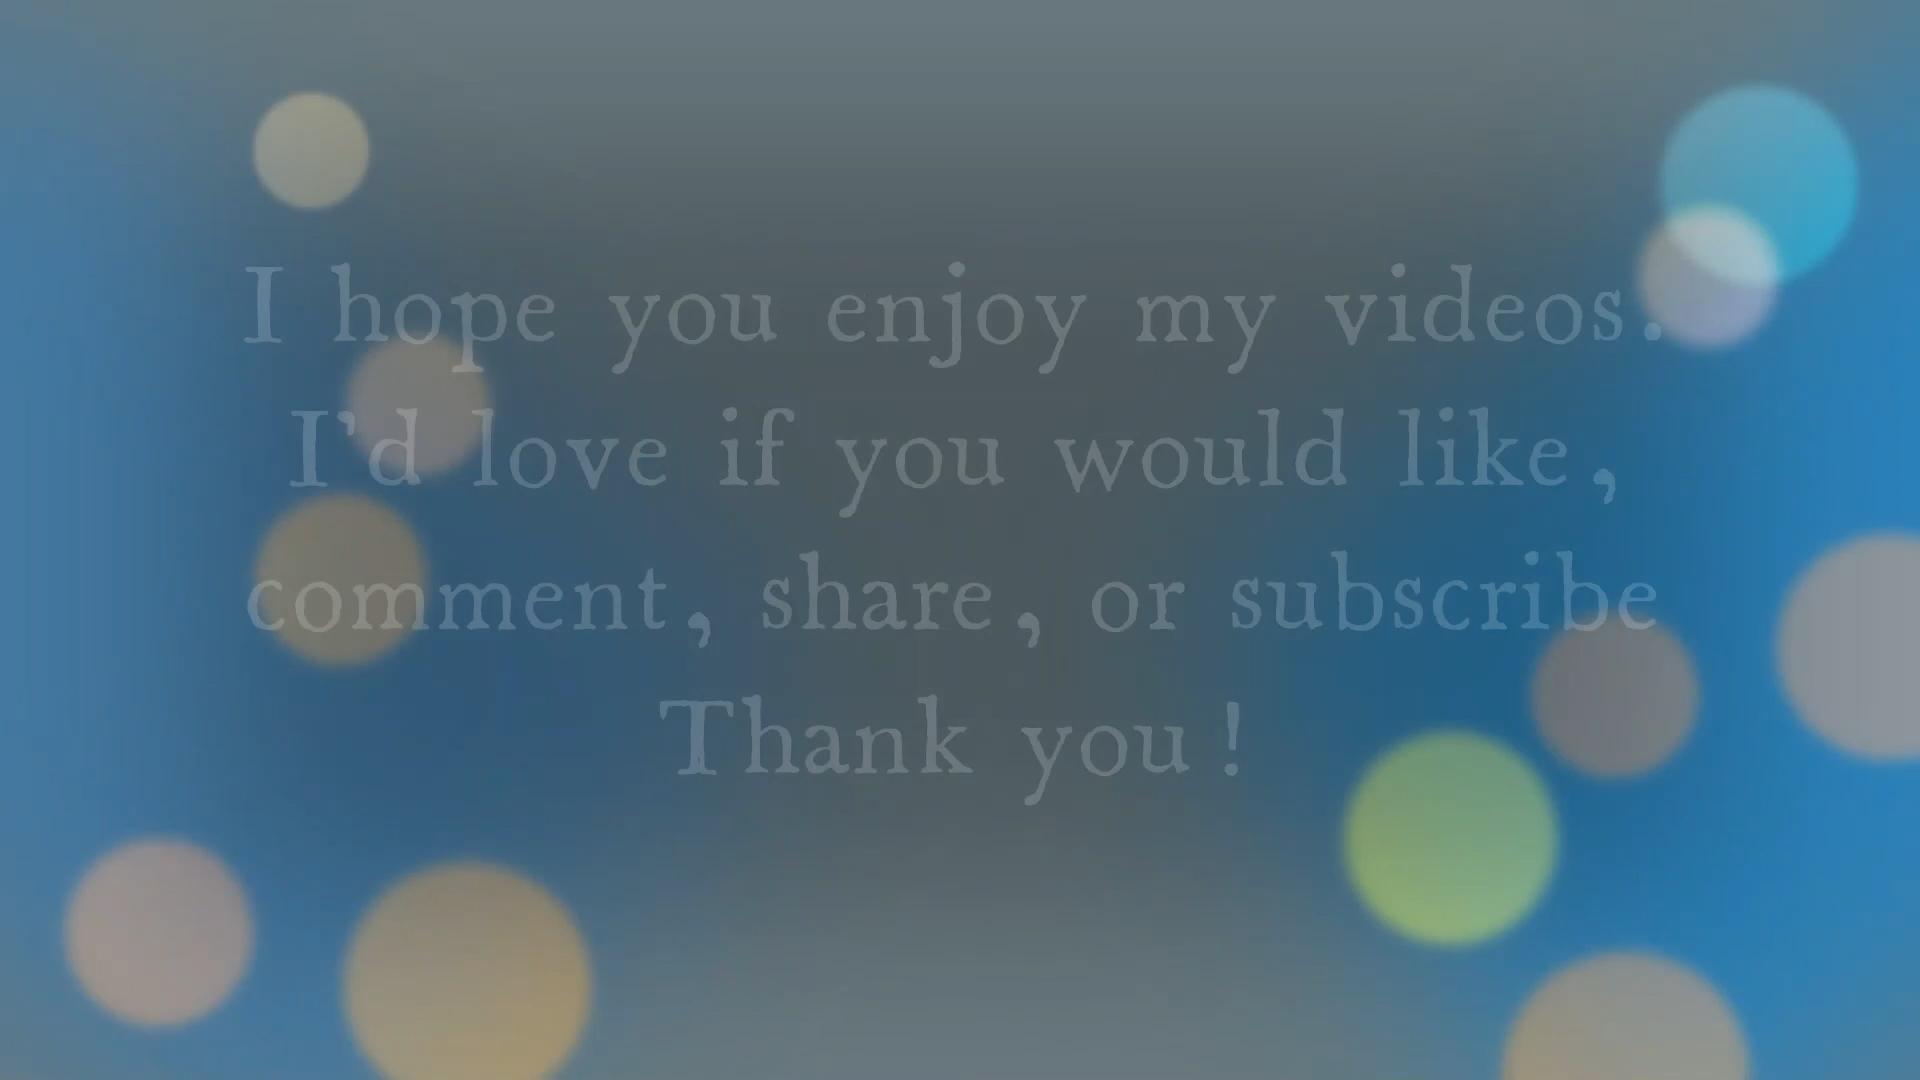 I hope you enjoy my videos.
I'd love if you would like,
comment, share, or subscribe
Thank you!